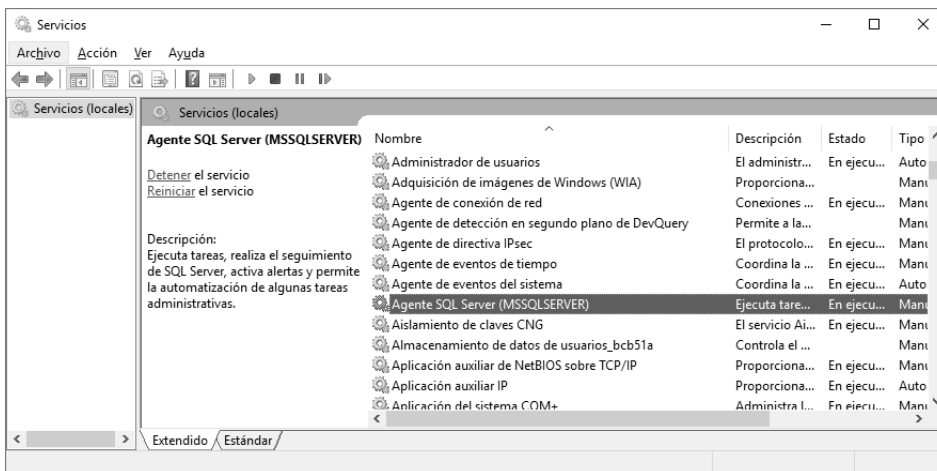 Servicios
Archivo Acción Ver Ayuda
Servicios (locales)
Servicios (locales)
Agente SQL Server (MSSQLSERVER)
Detener el servicio
Reiniciar el servicio
Descripción:
Ejecuta tareas, realiza el seguimiento
de SQL Server, activa alertas y permite
la automatización de algunas tareas
administrativas.
Nombre Descripción Estado Tipo
Administrador de usuarios El administr... En ejecu... Auto
Adquisición de imágenes de Windows (WIA) Proporciona... Manu
Agente de conexión de red Conexiones ... En ejecu... Manu
Agente de detección en segundo plano de DevQuery Permite a la... Manu
Agente de directiva IPsec El protocolo... En ejecu... Manu
Agente de eventos de tiempo Coordina la ... En ejecu... Manu
Agente de eventos del sistema Coordina la ... En ejecu... Auto
Agente SQL Server (MSSQLSERVER) Ejecuta tare... En ejecu... Manu
Aislamiento de claves CNG El servicio Ai... En ejecu... Manu
Almacenamiento de datos de usuarios_bcb51a Controla el ... Manu
Aplicación auxiliar de NetBIOS sobre TCP/IP Proporciona... En ejecu... Manu
Aplicación auxiliar IP Proporciona... En ejecu... Auto
Aplicación del sistema COM+ Administra l... En ejecu... Manu
Extendido Estándar